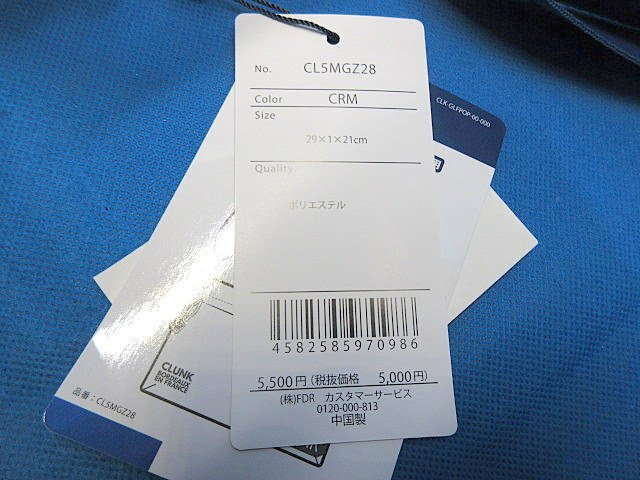 No. CL5MGZ28
Color CRM
Size
29×1×21cm
Quality
ポリエステル
4582585970986
5,500円(税抜価格 5,000円)
(株)FDR カスタマーサービス
0120-000-813
中国製
CLK-GLFPOP-00-000
用
CLUNK
BORDEAUX
EN FRANCE
品番:CL5MGZ28